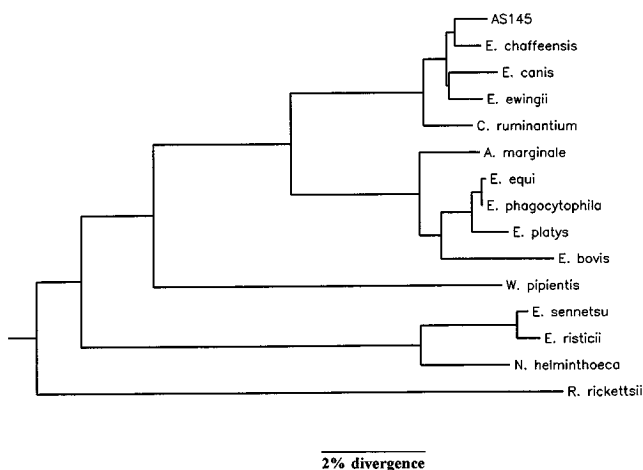 AS145
E. chaffeensis
E. canis
E. ewingii
C. ruminantium
A. marginale
E. equi
E. phagocytophila
E. platys
E. bovis
W. pipientis
E. sennetsu
E. risticii
N. helminthoeca
R. rickettsii
2% divergence